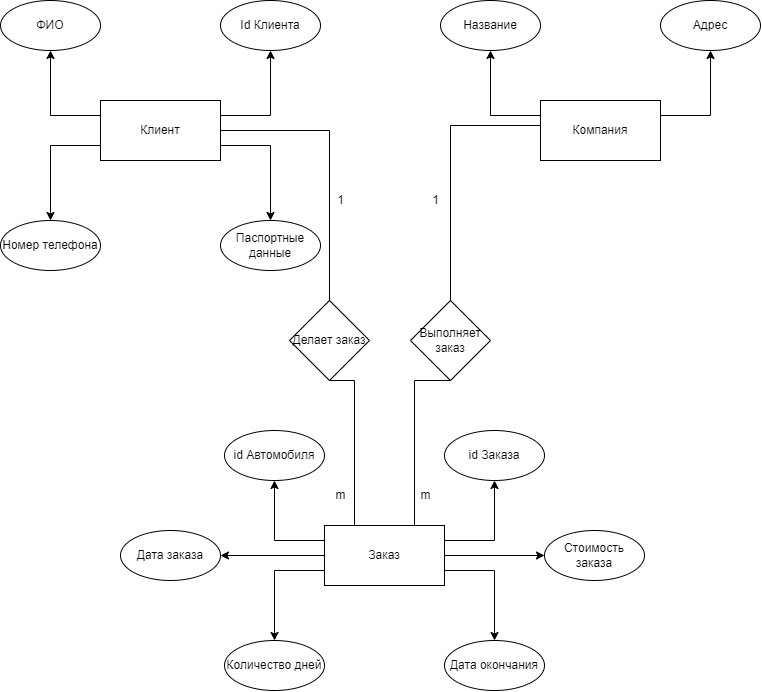 ФИО
Id Клиента
Название
Адрес
Клиент
Компания
Номер телефона
Паспортные
данные
1
1
Делает заказ
Выполняет
заказ
id Автомобиля
id Заказа
m
m
Дата заказа
Заказ
Стоимость
заказа
Количество дней
Дата окончания